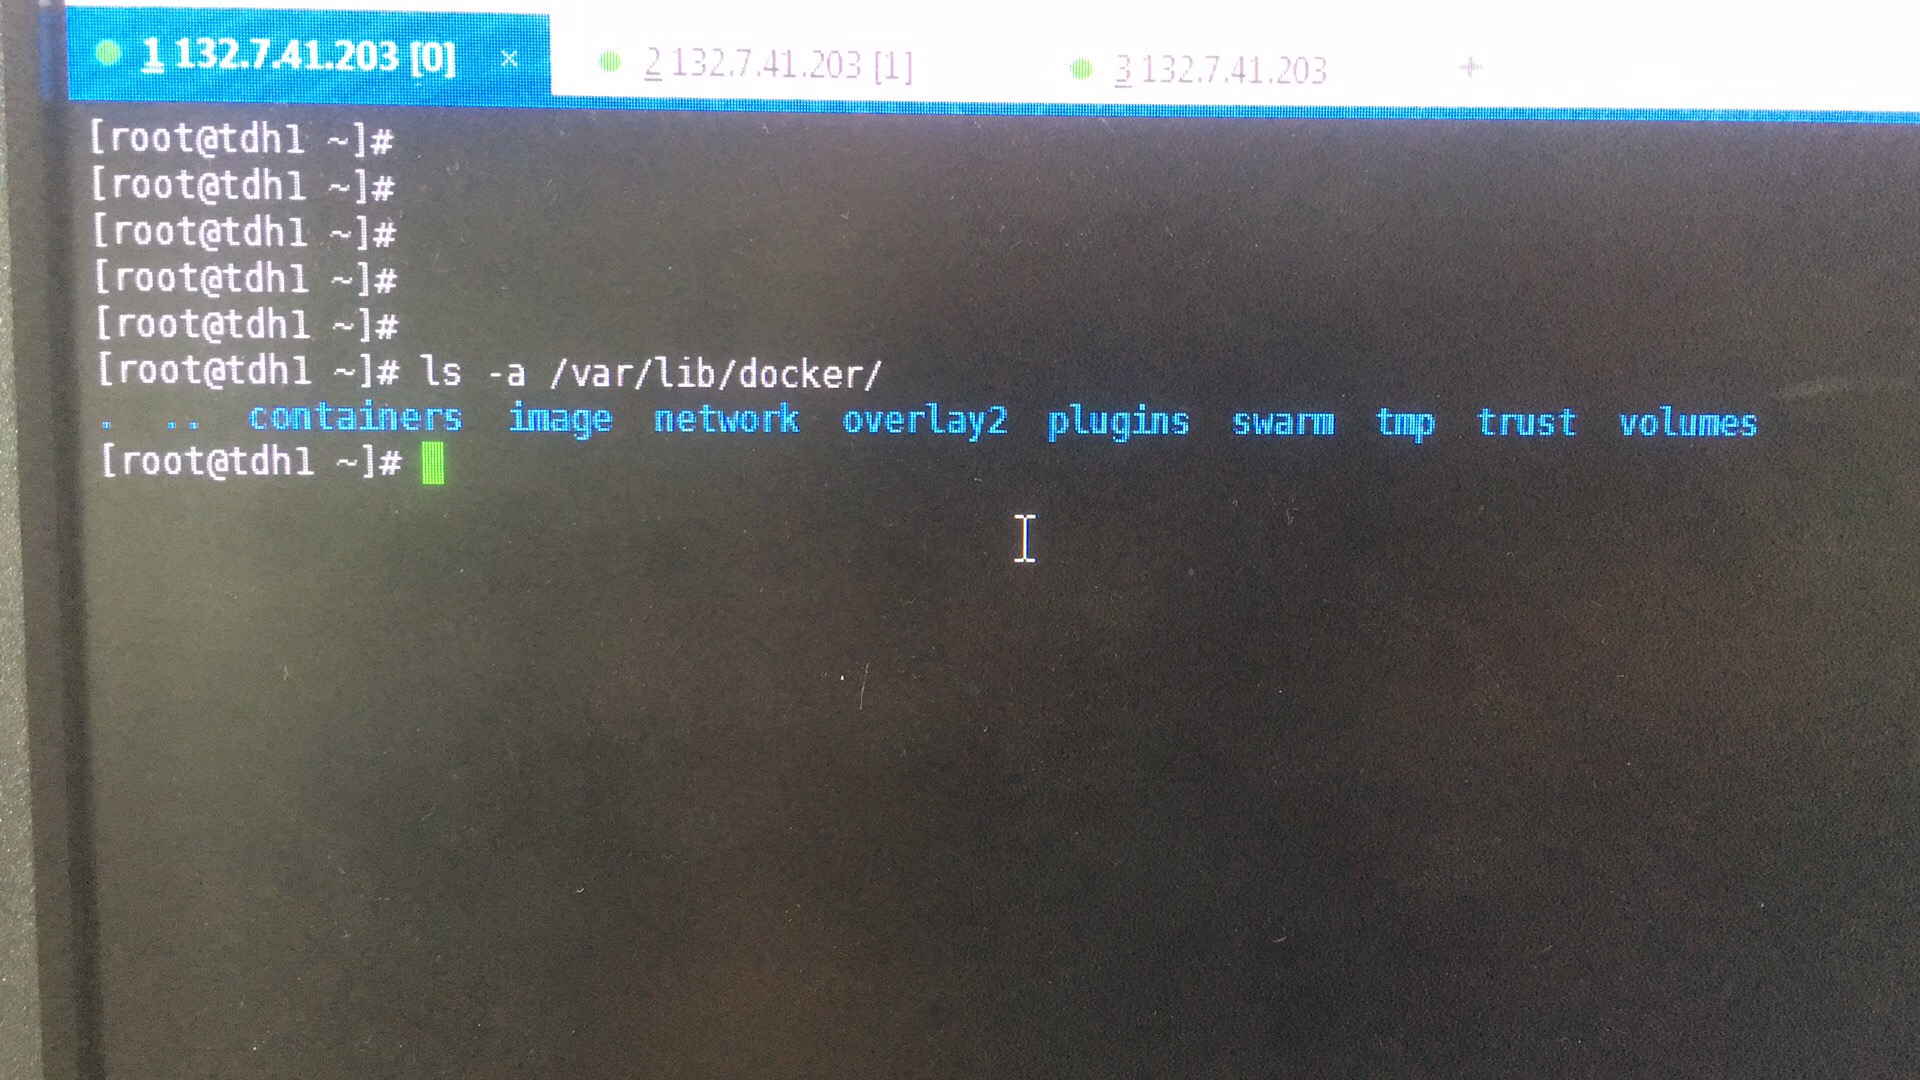 1 132.7.41.203 [0] × 2 132.7.41.203 [1] 3 132.7.41.203 +
[root@tdh1 ~]#
[root@tdh1 ~]#
[root@tdh1 ~]#
[root@tdh1 ~]#
[root@tdh1 ~]#
[root@tdh1 ~]# ls -a /var/lib/docker/
. .. containers image network overlay2 plugins swarm tmp trust volumes
[root@tdh1 ~]#